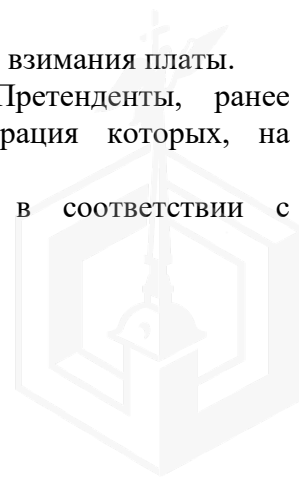 взимания платы.
Претенденты, ранее
рация которых, на
в соответствии с